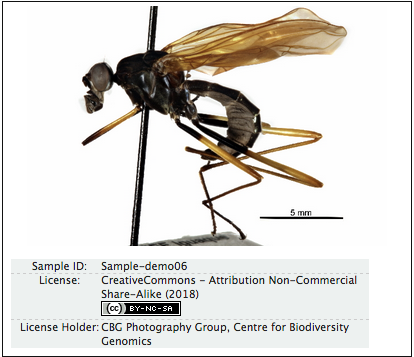 5 mm
Sample ID: Sample-demo06
License: CreativeCommons - Attribution Non-Commercial
Share-Alike (2018)
cc BY-NC-SA
License Holder: CBG Photography Group, Centre for Biodiversity
Genomics